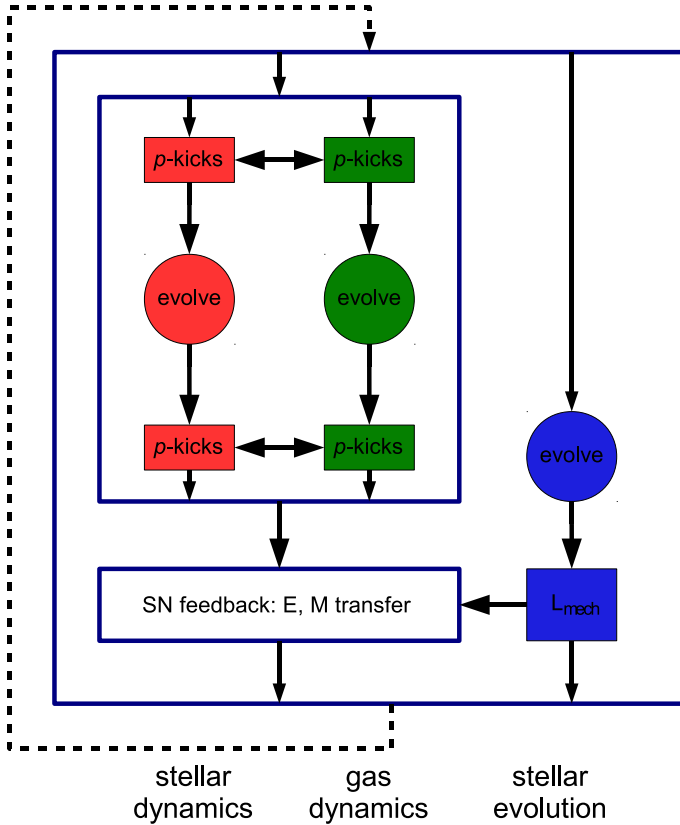 p-kicks p-kicks
evolve evolve
p-kicks p-kicks
evolve
SN feedback: E, M transfer
Lmech
stellar dynamics
gas dynamics
stellar evolution